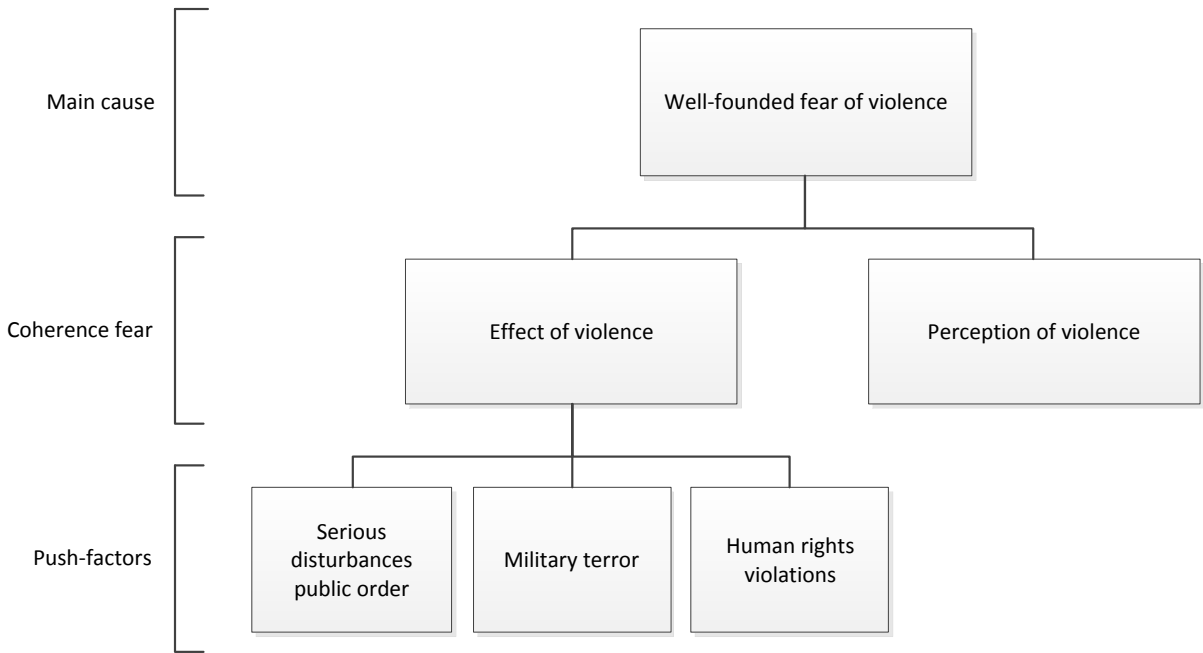 Main cause
Well-founded fear of violence
Coherence fear
Effect of violence
Perception of violence
Push-factors
Serious
disturbances
public order
Military terror
Human rights
violations